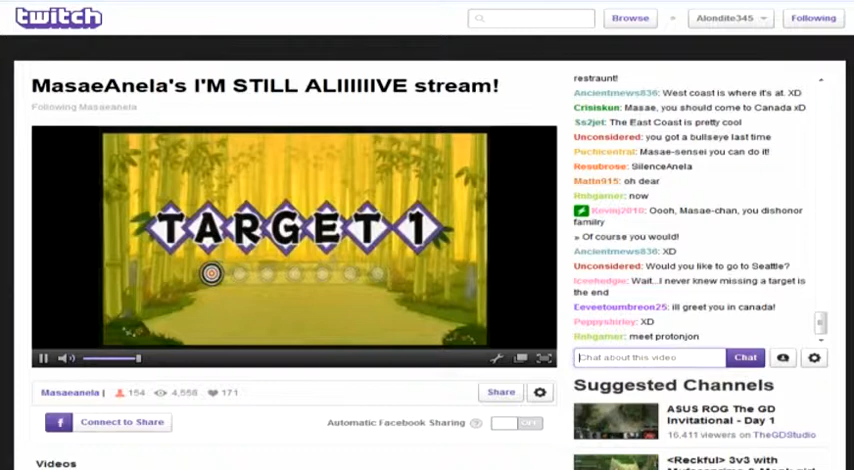 twitch
Browse
Alondite345
Following
MasaeAnela's I'M STILL ALIIIIIIVE stream!
Following Masaeanela
TARGET 1
Masaeanela |
154
4,556
171
Share
Connect to Share
Automatic Facebook Sharing
OFF
Videos
restraunt!
Ancientmews836: West coast is where it's at. XD
Crisiskun: Masae, you should come to Canada xD
Ss2jet: The East Coast is pretty cool
Unconsidered: you got a bullseye last time
Puchicentral: Masae-sensei you can do it!
Resubrose: SilenceAnela
Mattn915: oh dear
Rnbgamer: now
Kevinj2016: Oooh, Masae-chan, you dishonor
familry
> Of course you would!
Ancientmews836: XD
Unconsidered: Would you like to go to Seattle?
Iceehedgie: Wait...I never knew missing a target is
the end
Eeveetoumbreon25: ill greet you in canada!
Peppyshirley: XD
Rnbgamer: meet protonjon
Chat about this video
Chat
Suggested Channels
ASUS ROG The GD
Invitational - Day 1
16,411 viewers on TheGDStudio
<Reckful> 3v3 with